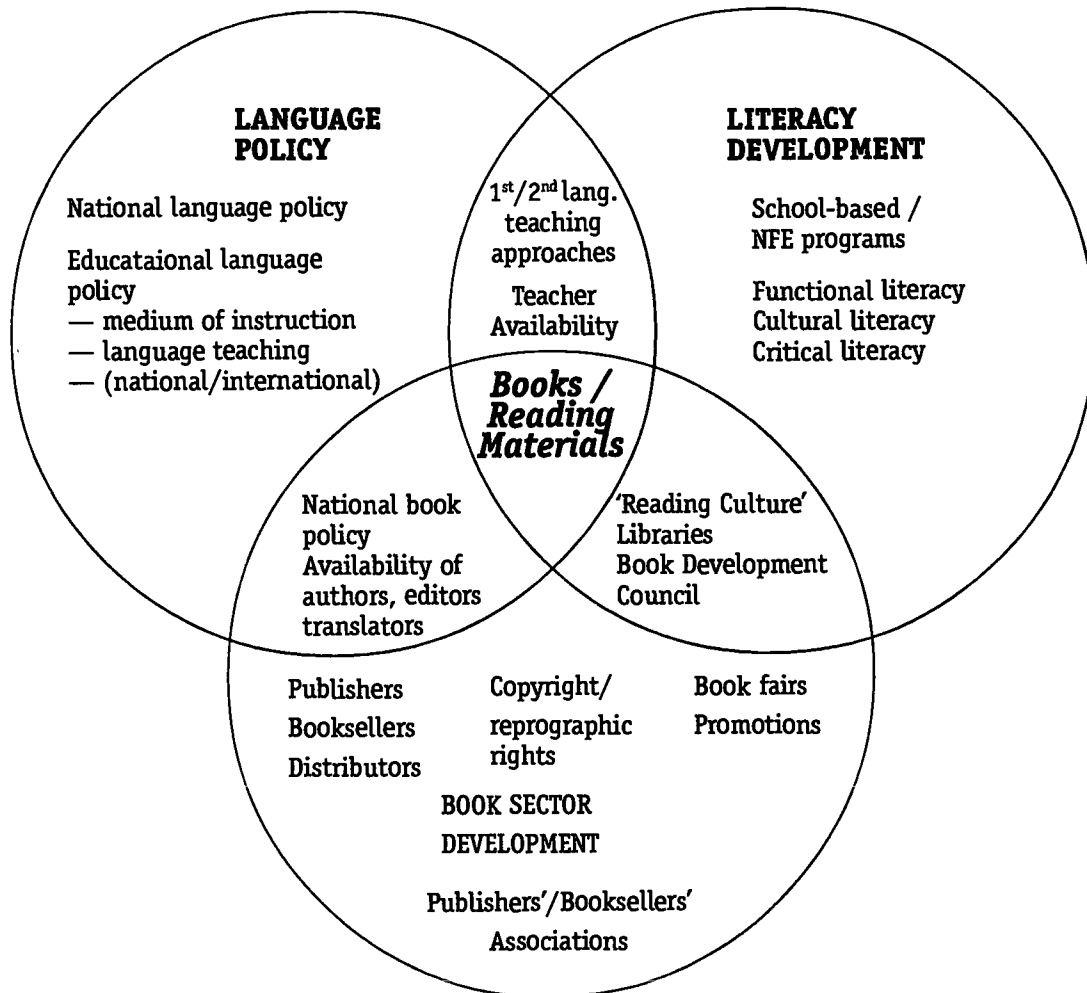 LANGUAGE
POLICY
National language policy
Educataional language
policy
— medium of instruction
— language teaching
— (national/international)
1st/2nd lang.
teaching
approaches
Teacher
Availability
LITERACY
DEVELOPMENT
School-based /
NFE programs
Functional literacy
Cultural literacy
Critical literacy
Books /
Reading
Materials
National book
policy
Availability of
authors, editors
translators
'Reading Culture'
Libraries
Book Development
Council
Publishers
Booksellers
Distributors
Copyright/
reprographic
rights
Book fairs
Promotions
BOOK SECTOR
DEVELOPMENT
Publishers'/Booksellers'
Associations